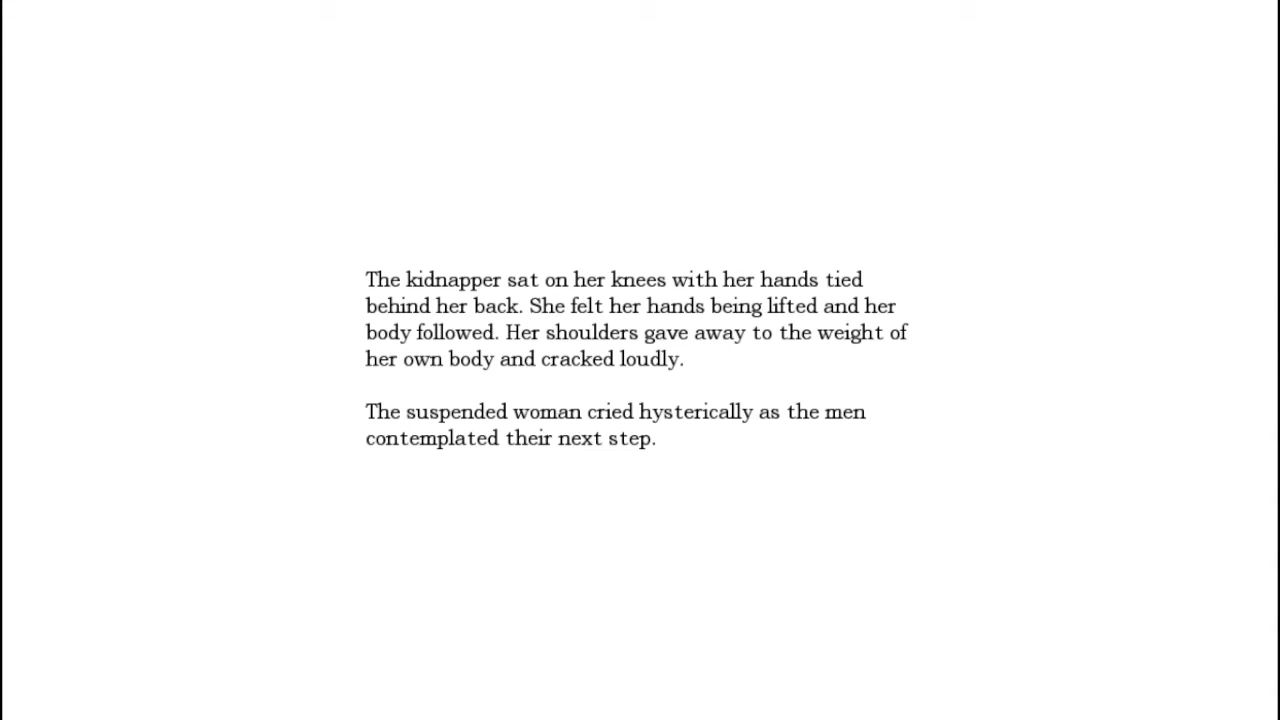 The kidnapper sat on her knees with her hands tied
behind her back. She felt her hands being lifted and her
body followed. Her shoulders gave away to the weight of
her own body and cracked loudly.
The suspended woman cried hysterically as the men
contemplated their next step.